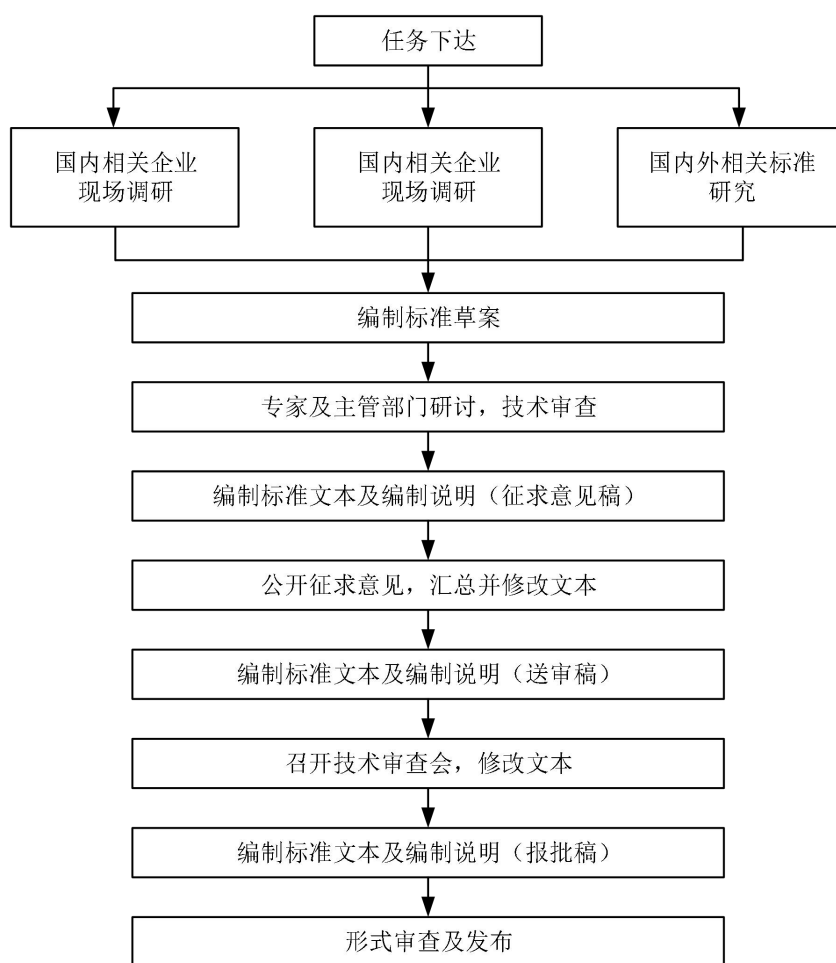 任务下达
国内相关企业
现场调研
国内相关企业
现场调研
国内外相关标准
研究
编制标准草案
专家及主管部门研讨，技术审查
编制标准文本及编制说明（征求意见稿）
公开征求意见，汇总并修改文本
编制标准文本及编制说明（送审稿）
召开技术审查会，修改文本
编制标准文本及编制说明（报批稿）
形式审查及发布